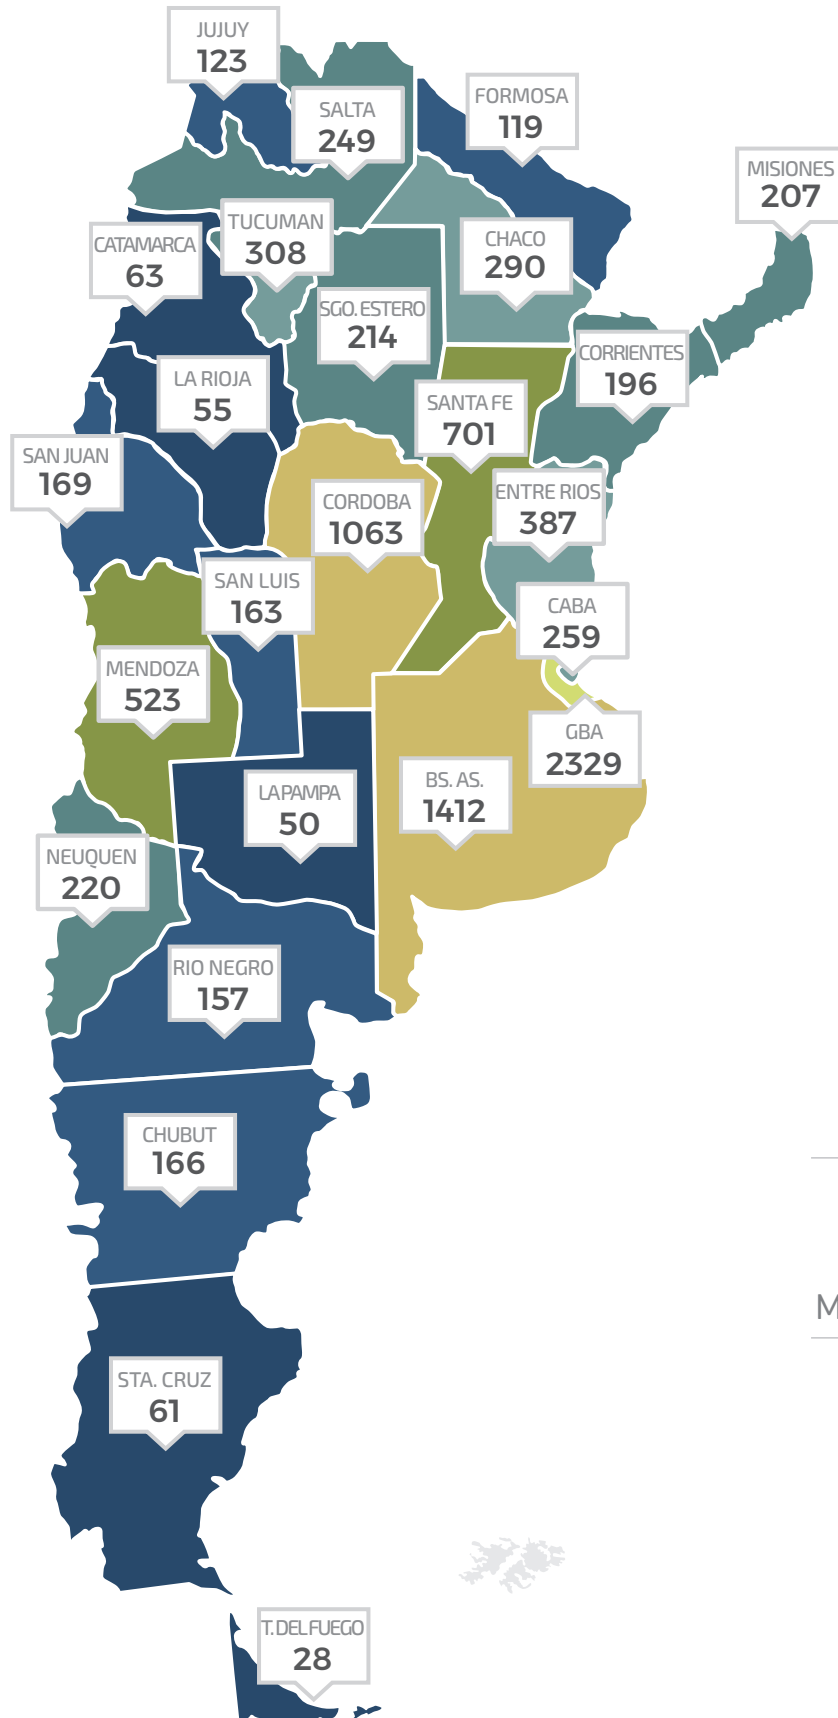 JUJUY
123
SALTA
249
FORMOSA
119
MISIONES
207
TUCUMAN
308
CATAMARCA
63
CHACO
290
SGO. ESTERO
214
CORRIENTES
196
LA RIOJA
55
SANTA FE
701
SAN JUAN
169
CORDOBA
1063
ENTRE RIOS
387
SAN LUIS
163
CABA
259
MENDOZA
523
GBA
2329
LA PAMPA
50
BS. AS.
1412
NEUQUEN
220
RIO NEGRO
157
CHUBUT
166
M
STA. CRUZ
61
T. DEL FUEGO
28